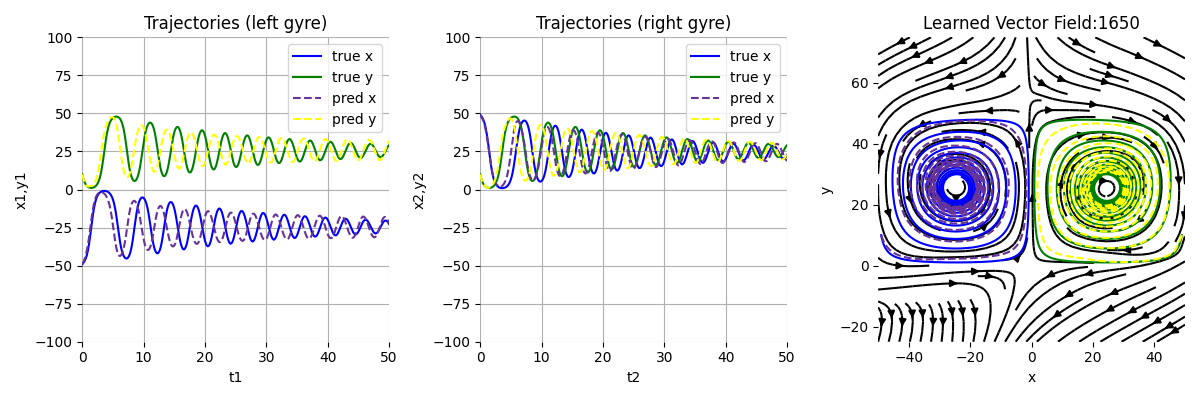 Trajectories (left gyre)
100
75
50
25
0
−25
−50
−75
−100
0 10 20 30 40 50
x1,y1
t1
true x
true y
pred x
pred y
Trajectories (right gyre)
100
75
50
25
0
−25
−50
−75
−100
0 10 20 30 40 50
x2,y2
t2
true x
true y
pred x
pred y
Learned Vector Field:1650
60
40
20
0
−20
−40 −20 0 20 40
y
x